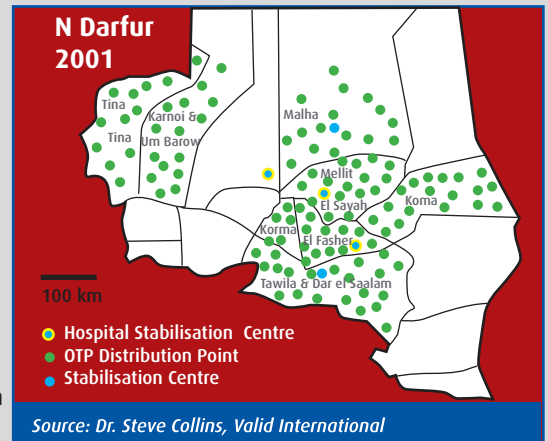 N Darfur
2001
Tina
Karnoi &
Tina
Um Barow
Malha
Mellit
El Sayah
Koma
Korma
El Fasher
Tawila & Dar el Saalam
100 km
Hospital Stabilisation Centre
OTP Distribution Point
Stabilisation Centre
Source: Dr. Steve Collins, Valid International